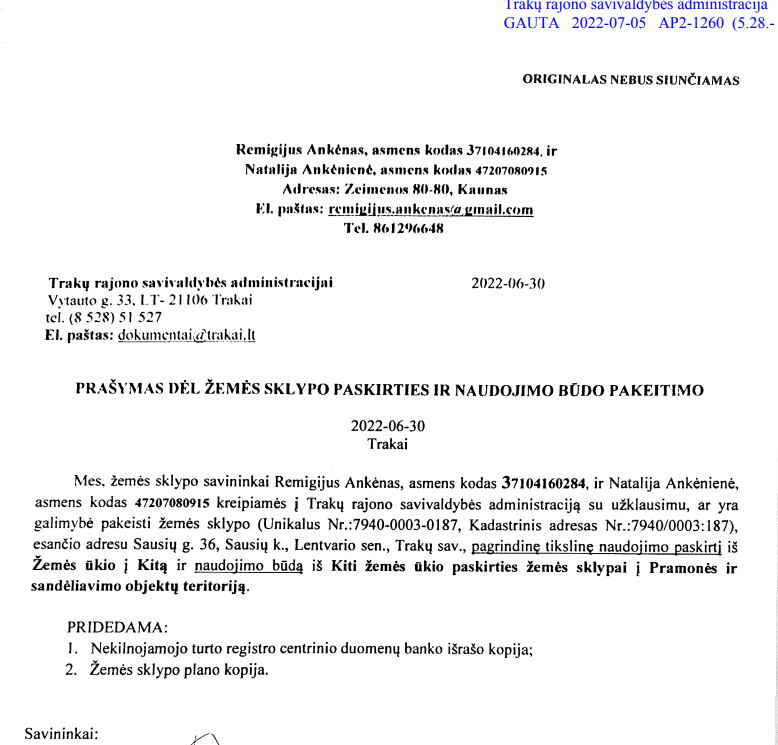 Trakų rajono savivaldybės administracija
GAUTA 2022-07-05 AP2-1260 (5.28.-
ORIGINALAS NEBUS SIUNČIAMAS
Remigijus Ankėnas, asmens kodas 37104160284, ir
Natalija Ankėnienė, asmens kodas 47207080915
Adresas: Zeimenos 80-80, Kaunas
El. paštas: remigijus.ankenas@gmail.com
Tel. 861296648
Trakų rajono savivaldybės administracijai 2022-06-30
Vytauto g. 33, LT- 21106 Trakai
tel. (8 528) 51 527
El. paštas: dokumentai@trakai.lt
PRAŠYMAS DĖL ŽEMĖS SKLYPO PASKIRTIES IR NAUDOJIMO BŪDO PAKEITIMO
2022-06-30
Trakai
Mes, žemės sklypo savininkai Remigijus Ankėnas, asmens kodas 37104160284, ir Natalija Ankėnienė,
asmens kodas 47207080915 kreipiamės į Trakų rajono savivaldybės administraciją su užklausimu, ar yra
galimybė pakeisti žemės sklypo (Unikalus Nr.:7940-0003-0187, Kadastrinis adresas Nr.:7940/0003:187),
esančio adresu Sausių g. 36, Sausių k., Lentvario sen., Trakų sav., pagrindinę tikslinę naudojimo paskirtį iš
Žemės ūkio į Kitą ir naudojimo būdą iš Kiti žemės ūkio paskirties žemės sklypai į Pramonės ir
sandėliavimo objektų teritoriją.
PRIDEDAMA:
1. Nekilnojamojo turto registro centrinio duomenų banko išrašo kopija;
2. Žemės sklypo plano kopija.
Savininkai: